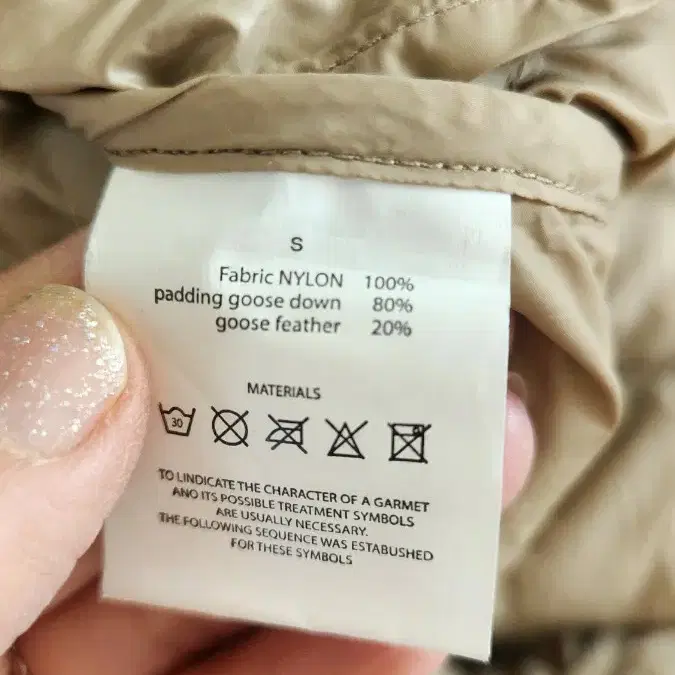 S
Fabric NYLON 100%
padding goose down 80%
goose feather 20%
MATERIALS
30
TO LINDICATE THE CHARACTER OF A GARMET
ANO ITS POSSIBLE TREATMENT SYMBOLS
ARE USUALLY NECESSARY.
THE FOLLOWING SEQUENCE WAS ESTABUSHED
FOR THESE SYMBOLS